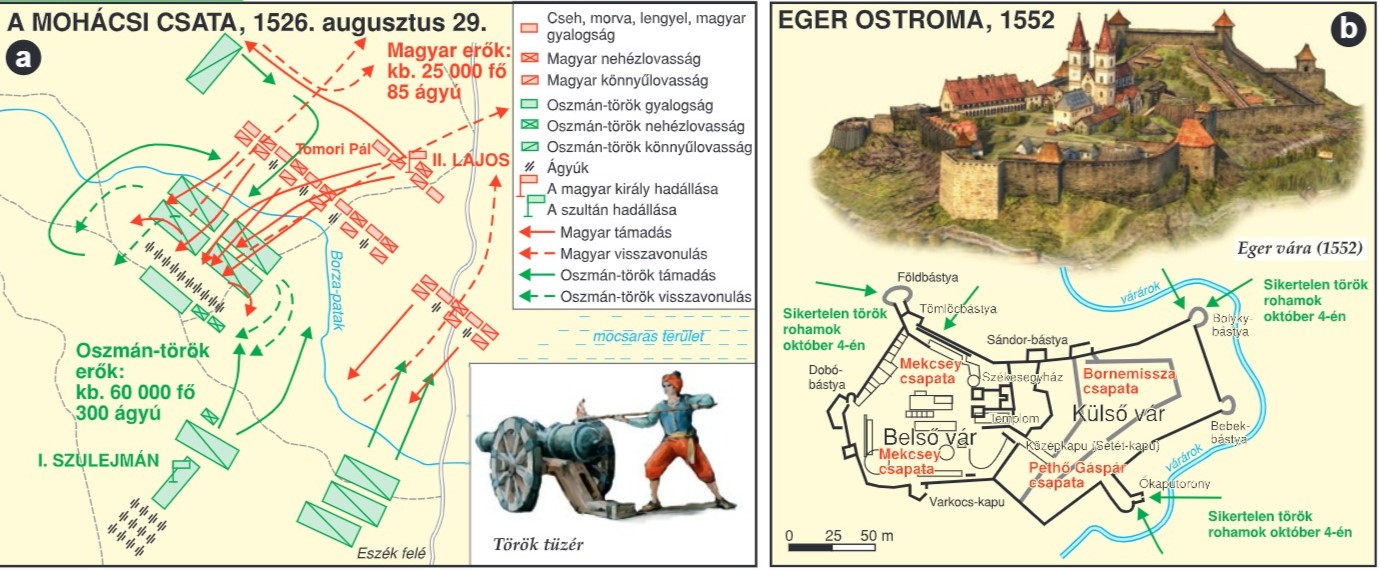 A MOHÁCSI CSATA, 1526. augusztus 29.
a
Magyar erők:
kb. 25 000 fő
85 ágyú
Tomori Pál
II. LAJOS
Borza-patak
Oszmán-török
erők:
kb. 60 000 fő
300 ágyú
I. SZULEJMÁN
Eszék felé
mocsaras terület
Cseh, morva, lengyel, magyar
gyalogság
Magyar nehézlovasság
Magyar könnyűlovasság
Oszmán-török gyalogság
Oszmán-török nehézlovasság
Oszmán-török könnyűlovasság
Ágyúk
A magyar király hadállása
A szultán hadállása
Magyar támadás
Magyar visszavonulás
Oszmán-török támadás
Oszmán-török visszavonulás
Török tüzér
EGER OSTROMA, 1552
b
Eger vára (1552)
Földbástya
Tömlöcbástya
várárok
Sikertelen török
rohamok
október 4-én
Sikertelen török
rohamok
október 4-én
Bolyky-
bástya
Sándor-bástya
Dobó-
bástya
Mekcsey
csapata
Székesegyház
Bornemissza
csapata
Külső vár
Templom
Belső vár
Mekcsey
csapata
Középkapu (Setét-kapu)
Bebek-
bástya
Pethő Gáspár
csapata
várárok
Ókaputorony
Varkocs-kapu
Sikertelen török
rohamok október 4-én
0 25 50 m